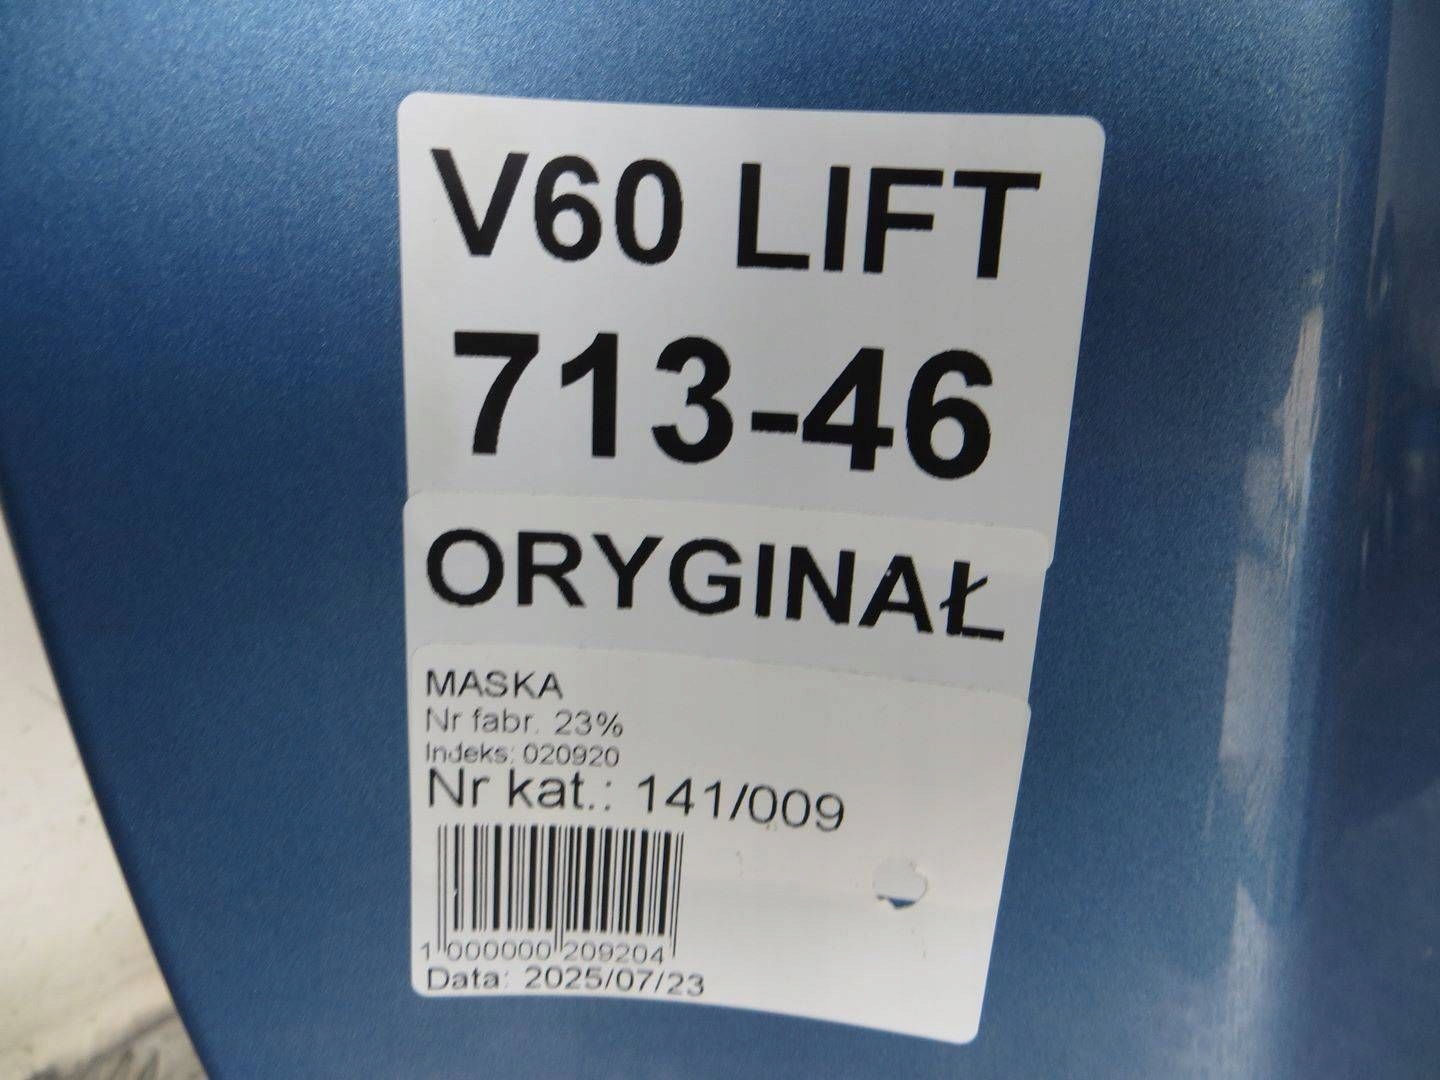 V60 LIFT
713-46
ORYGINAŁ
MASKA
Nr fabr. 23%
Indeks: 020920
Nr kat.: 141/009
1 000000 209204
Data: 2025/07/23